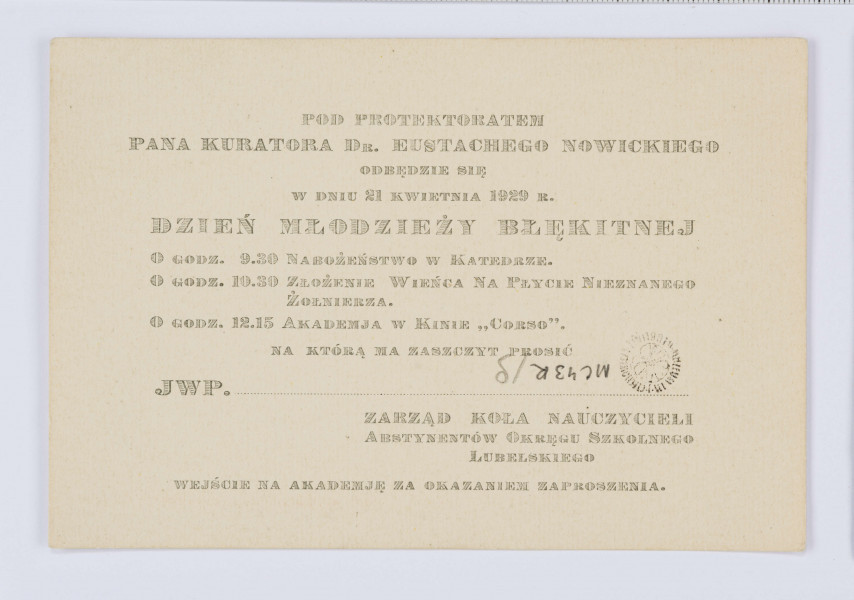 POD PROTEKTORATEM
PANA KURATORA DR. EUSTACHEGO NOWICKIEGO
ODBĘDZIE SIĘ
W DNIU 21 KWIETNIA 1929 R.
DZIEŃ MŁODZIEŻY BŁĘKITNEJ
O GODZ. 9.30 NABOŻEŃSTWO W KATEDRZE.
O GODZ. 10.30 ZŁOŻENIE WIEŃCA NA PŁYCIE NIEZNANEGO
ŻOŁNIERZA.
O GODZ. 12.15 AKADEMJA W KINIE „CORSO”.
NA KTÓRĄ MA ZASZCZYT PROSIĆ
JWP.
ZARZĄD KOŁA NAUCZYCIELI
ABSTYNENTÓW OKRĘGU SZKOLNEGO
LUBELSKIEGO
WEJŚCIE NA AKADEMJĘ ZA OKAZANIEM ZAPROSZENIA.